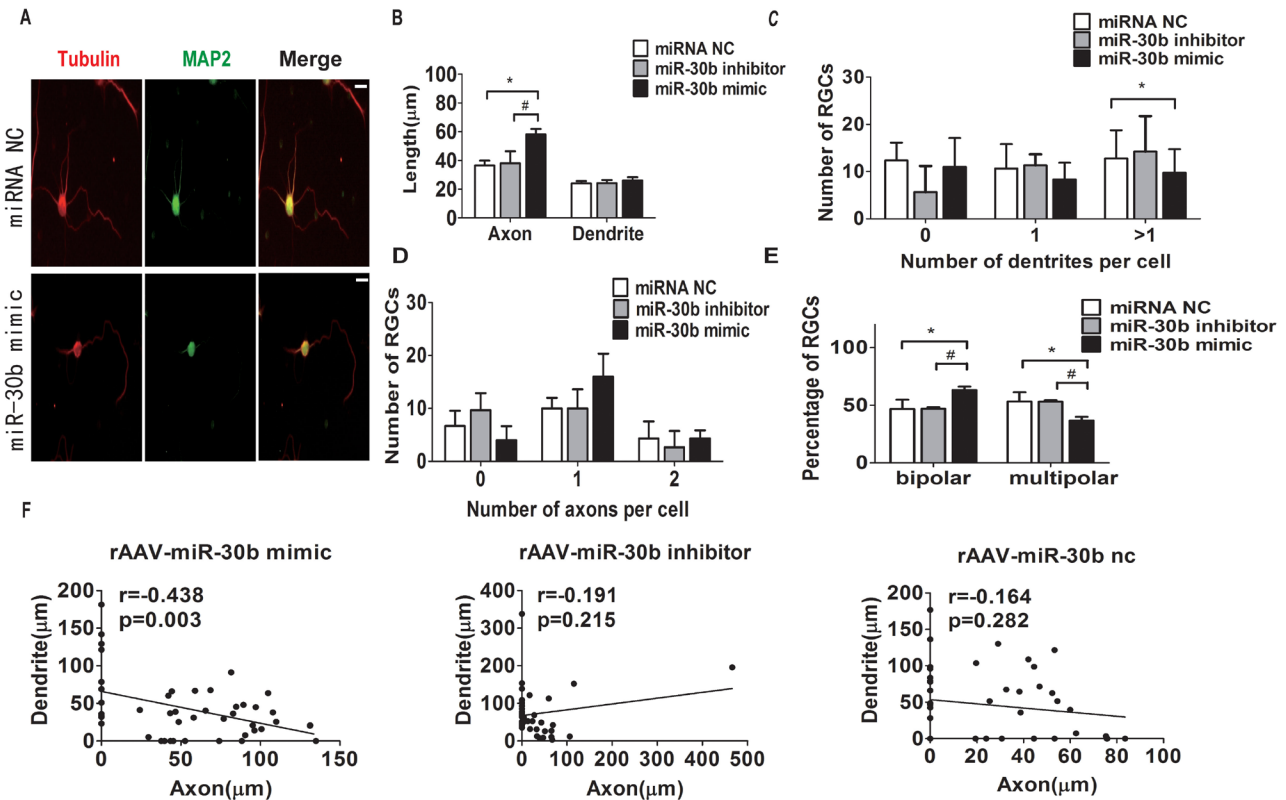 A
Tubulin MAP2 Merge
miRNA NC
miR-30b mimic
B
miRNA NC
miR-30b inhibitor
miR-30b mimic
Length(μm)
100
80
60
40
20
0
*
#
Axon Dendrite
C
miRNA NC
miR-30b inhibitor
miR-30b mimic
Number of RGCs
30
20
10
0
*
0 1 >1
Number of dentrites per cell
D
miRNA NC
miR-30b inhibitor
miR-30b mimic
Number of RGCs
30
20
10
0
0 1 2
Number of axons per cell
E
miRNA NC
miR-30b inhibitor
miR-30b mimic
Percentage of RGCs
100
50
0
* *
# #
bipolar multipolar
F
rAAV-miR-30b mimic
r=-0.438
p=0.003
Dendrite(μm)
200
150
100
50
0
0 50 100 150
Axon(μm)
rAAV-miR-30b inhibitor
r=-0.191
p=0.215
Dendrite(μm)
400
300
200
100
0
0 100 200 300 400 500
Axon(μm)
rAAV-miR-30b nc
r=-0.164
p=0.282
Dendrite(μm)
200
150
100
50
0
0 20 40 60 80 100
Axon(μm)